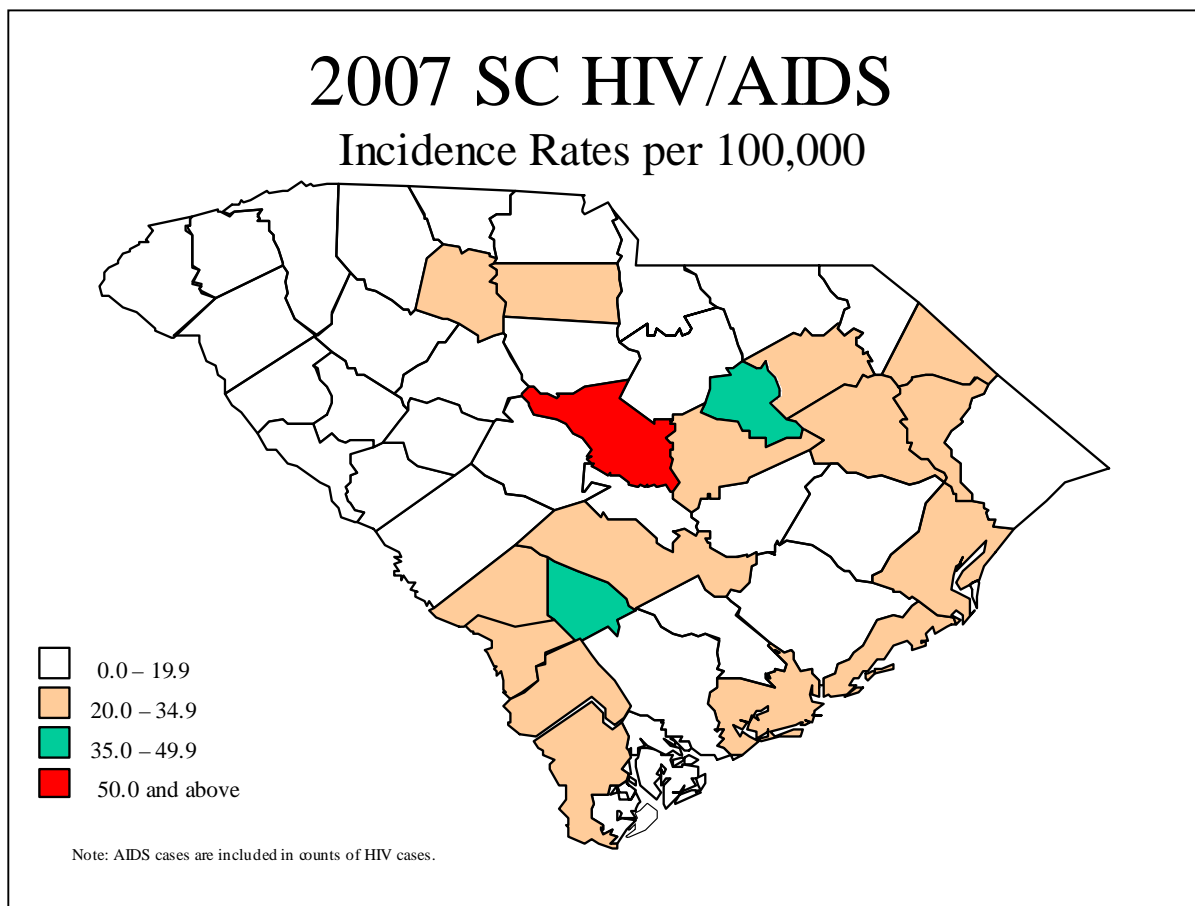 2007 SC HIV/AIDS
Incidence Rates per 100,000
0.0 – 19.9
20.0 – 34.9
35.0 – 49.9
50.0 and above
Note: AIDS cases are included in counts of HIV cases.